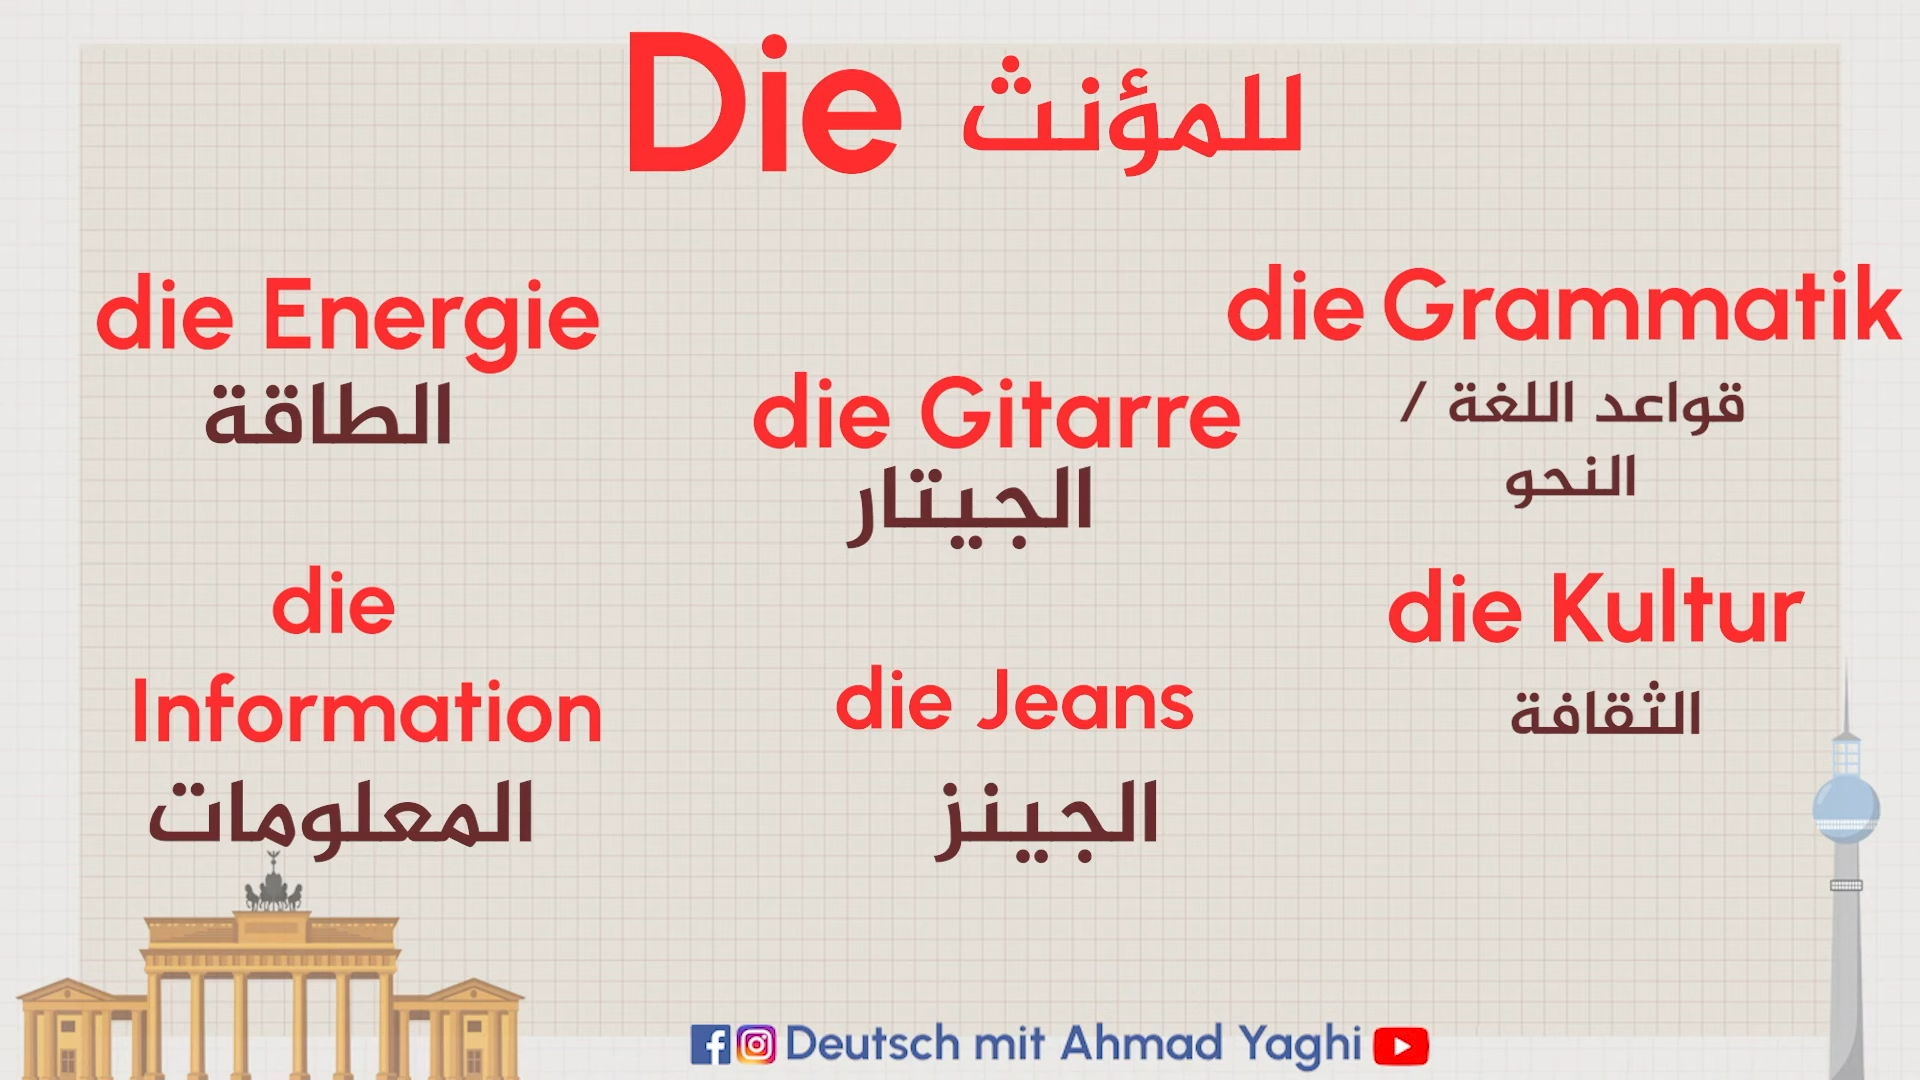 Die للمؤنث
die Energie
الطاقة
die Gitarre
الجيتار
die Grammatik
قواعد اللغة /
النحو
die
Information
المعلومات
die Jeans
الجينز
die Kultur
الثقافة
Deutsch mit Ahmad Yaghi